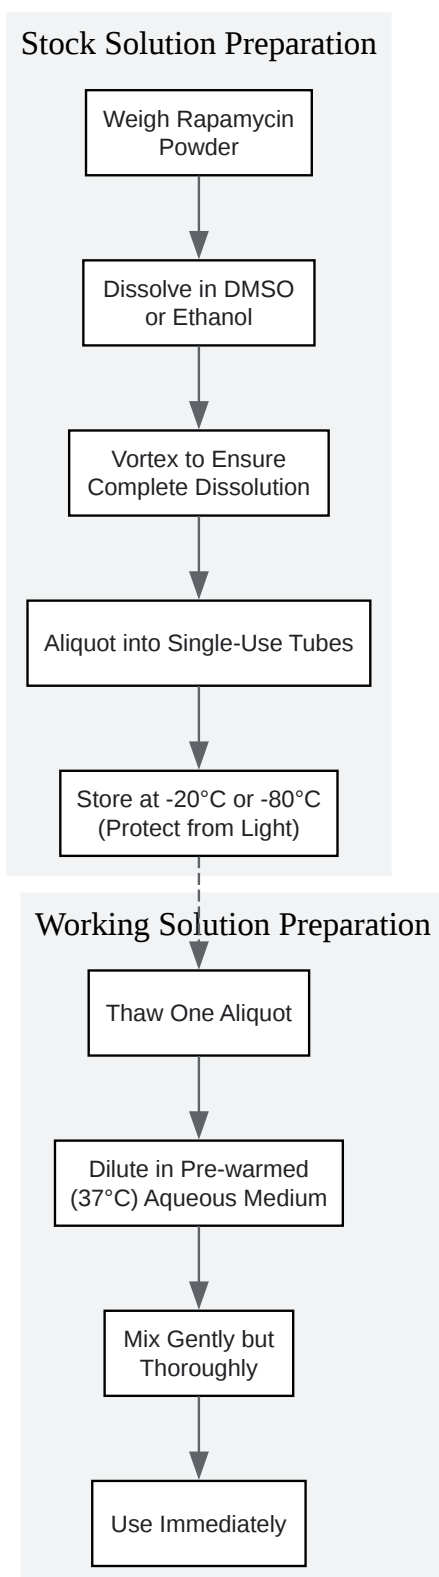 Stock Solution Preparation
Weigh Rapamycin
Powder
Dissolve in DMSO
or Ethanol
Vortex to Ensure
Complete Dissolution
Aliquot into Single-Use Tubes
Store at -20°C or -80°C
(Protect from Light)
Working Solution Preparation
Thaw One Aliquot
Dilute in Pre-warmed
(37°C) Aqueous Medium
Mix Gently but
Thoroughly
Use Immediately